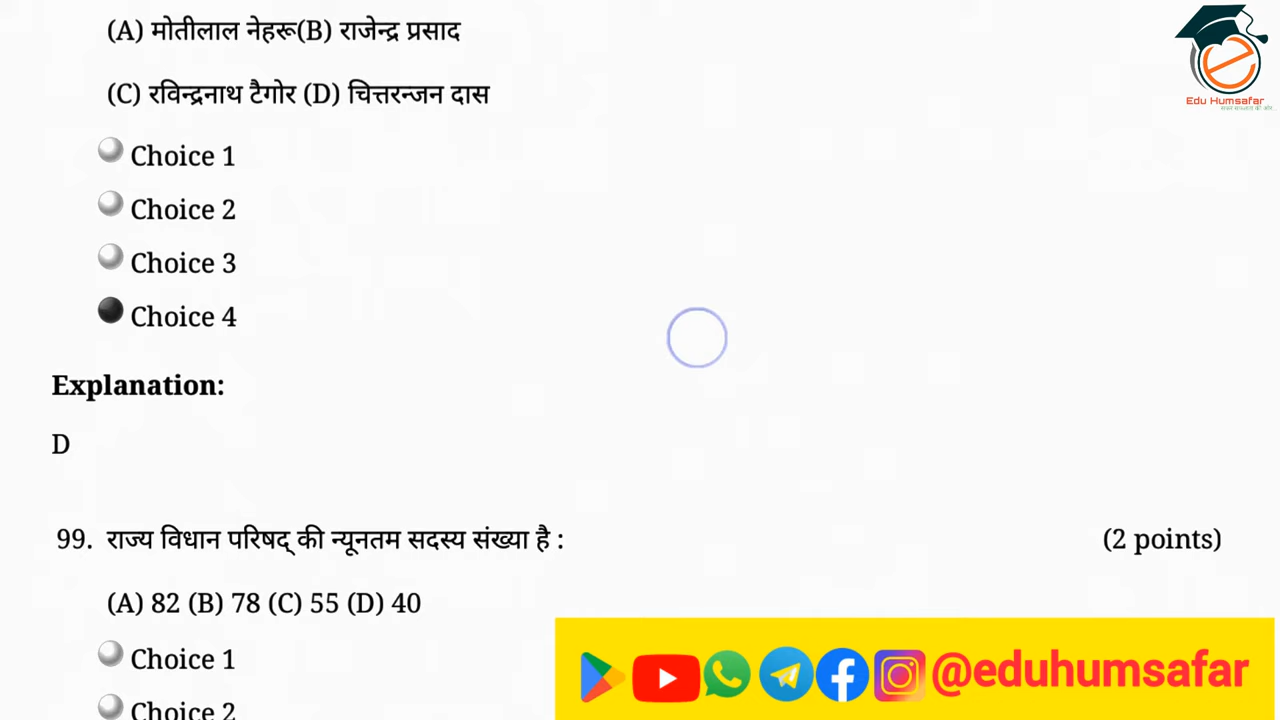 (A) मोतीलाल नेहरू(B) राजेन्द्र प्रसाद
(C) रविन्द्रनाथ टैगोर (D) चित्तरन्जन दास
Edu Humsafar
Choice 1
Choice 2
Choice 3
Choice 4
Explanation:
D
99. राज्य विधान परिषद् की न्यूनतम सदस्य संख्या है : (2 points)
(A) 82 (B) 78 (C) 55 (D) 40
Choice 1
Choice 2
@eduhumsafar